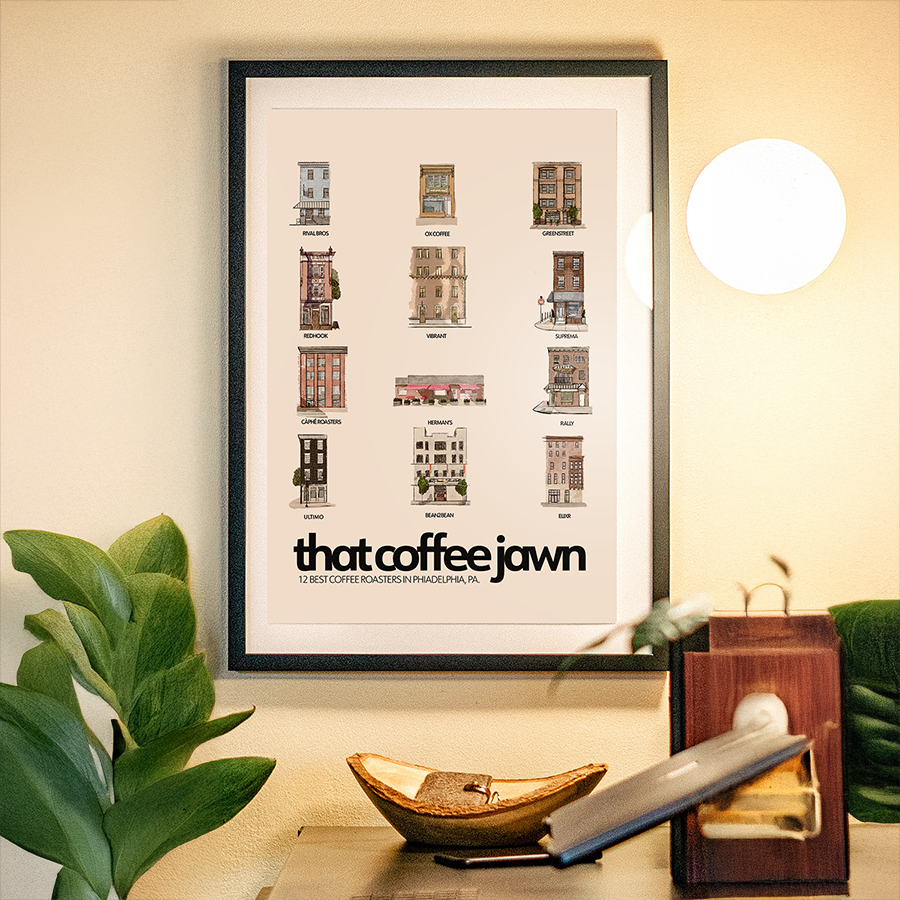 RIVAL BROS
OX COFFEE
GREENSTREET
REDHOOK
VIBRANT
SUPREMA
CÀPHÊ ROASTERS
HERMAN'S
RALLY
ULTIMO
BEAN2BEAN
ELIXR
that coffee jawn
12 BEST COFFEE ROASTERS IN PHIADELPHIA, PA.